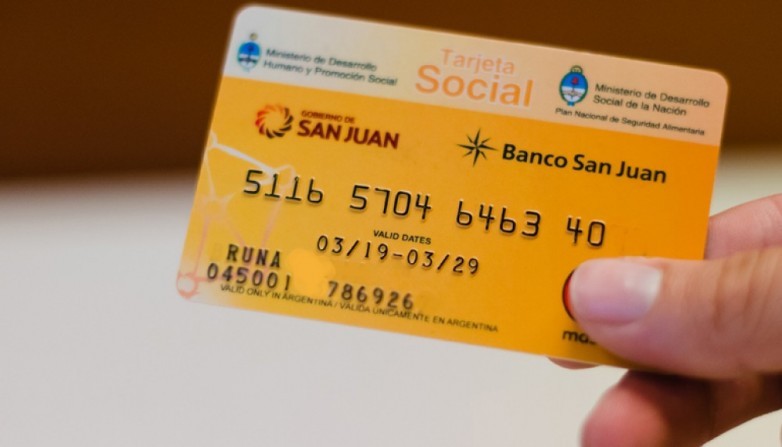 Ministerio de Desarrollo
Humano y Promoción Social
Tarjeta
Social
Ministerio de Desarrollo
Social de la Nación
Plan Nacional de Seguridad Alimentaria
GOBIERNO DE
SAN JUAN
Banco San Juan
5116 5704 6463 40
VALID DATES
03/19-03/29
RUNA
045001 786926
VALID ONLY IN ARGENTINA / VALIDA UNICAMENTE EN ARGENTINA